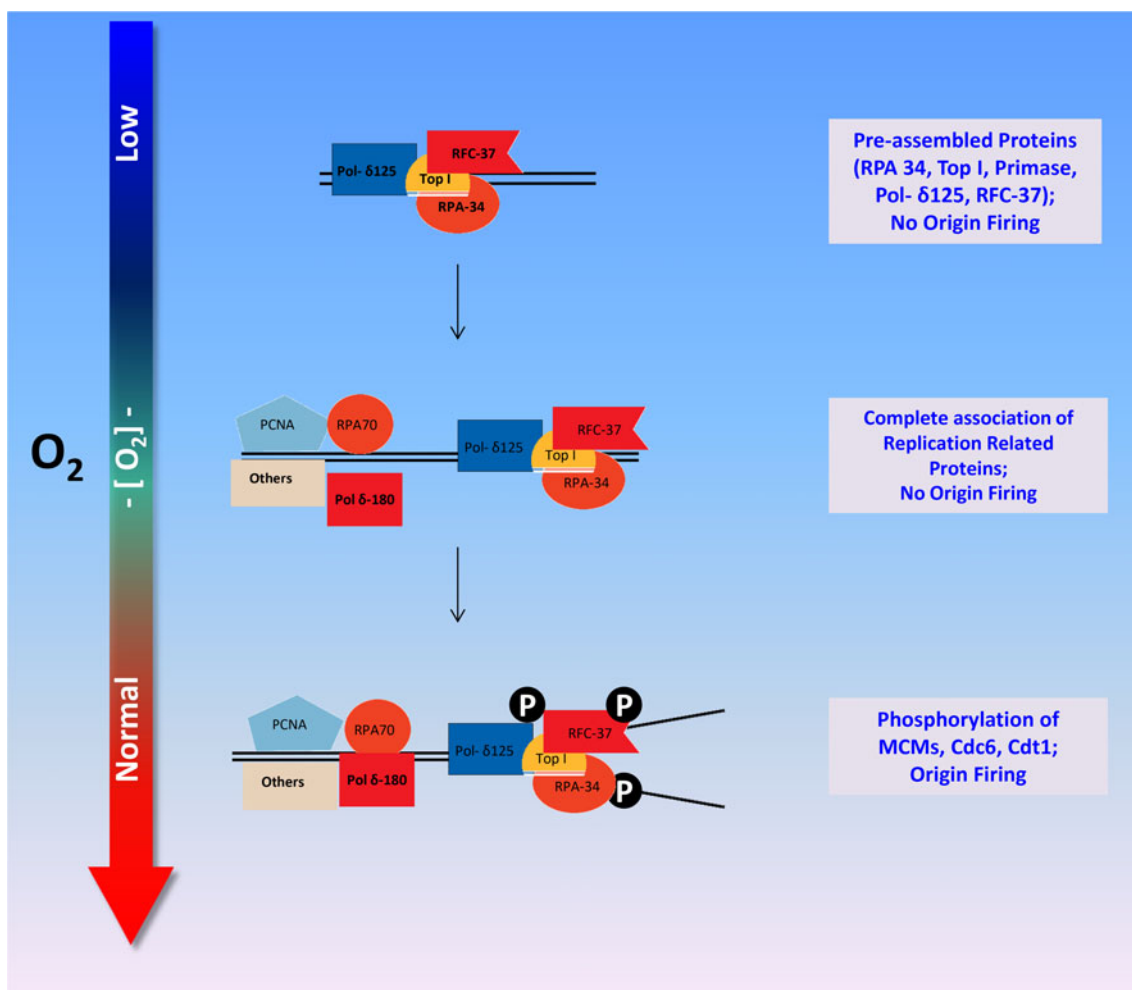 Low
- [ O₂] -
Normal
O₂
Pol- δ125
RFC-37
Top I
RPA-34
Pre-assembled Proteins
(RPA 34, Top I, Primase,
Pol- δ125, RFC-37);
No Origin Firing
PCNA
RPA70
Others
Pol δ-180
Pol- δ125
RFC-37
Top I
RPA-34
Complete association of
Replication Related
Proteins;
No Origin Firing
PCNA
RPA70
Others
Pol δ-180
Pol- δ125
P
RFC-37
P
Top I
RPA-34
P
Phosphorylation of
MCMs, Cdc6, Cdt1;
Origin Firing